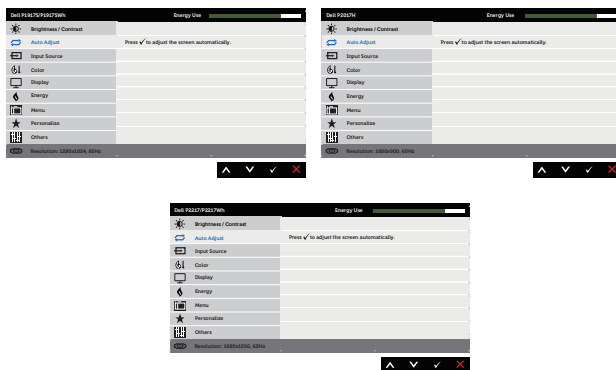 Dell P1917S/P1917SWh Energy Use
Brightness / Contrast
Auto Adjust Press ✓ to adjust the screen automatically.
Input Source
Color
Display
Energy
Menu
Personalize
Others
Resolution: 1280x1024, 60Hz
Dell P2017H Energy Use
Brightness / Contrast
Auto Adjust Press ✓ to adjust the screen automatically.
Input Source
Color
Display
Energy
Menu
Personalize
Others
Resolution: 1600x900, 60Hz
Dell P2217/P2217Wh Energy Use
Brightness / Contrast
Auto Adjust Press ✓ to adjust the screen automatically.
Input Source
Color
Display
Energy
Menu
Personalize
Others
Resolution: 1680x1050, 60Hz